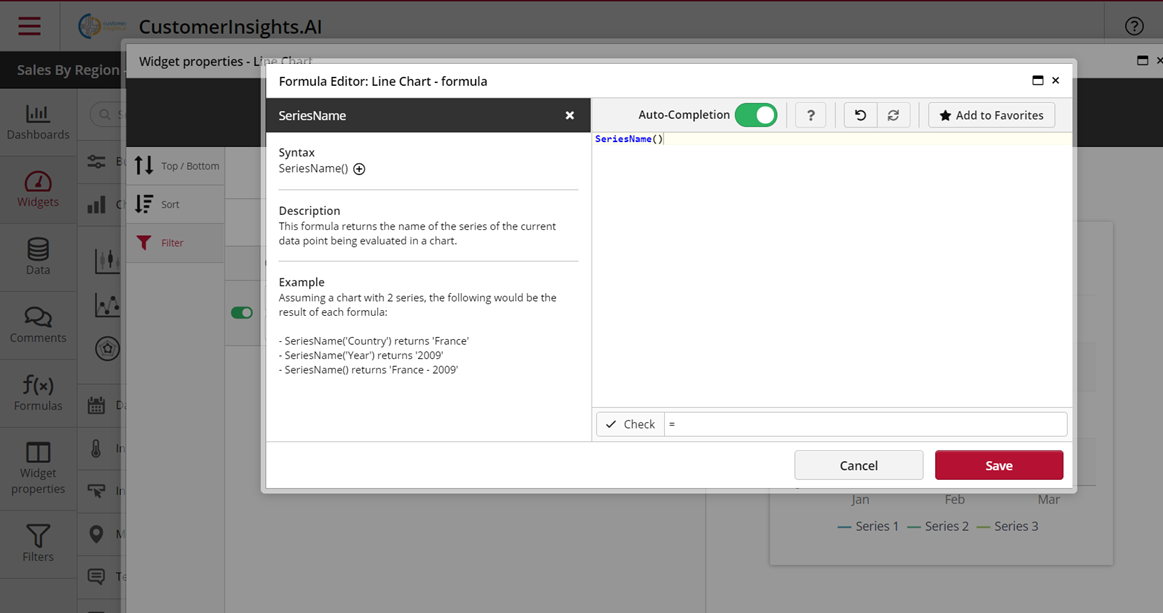 CustomerInsights.AI
?
Sales By Region -
Widget properties - Line Chart
Formula Editor: Line Chart - formula
SeriesName
Syntax
SeriesName()
Description
This formula returns the name of the series of the current
data point being evaluated in a chart.
Example
Assuming a chart with 2 series, the following would be the
result of each formula:
- SeriesName('Country') returns 'France'
- SeriesName('Year') returns '2009'
- SeriesName() returns 'France - 2009'
Auto-Completion
?
Add to Favorites
SeriesName()
Check
=
Cancel
Save
Dashboards
Widgets
Data
Comments
f(x)
Formulas
Widget
properties
Filters
Top / Bottom
Sort
Filter
Jan
Feb
Mar
Series 1
Series 2
Series 3